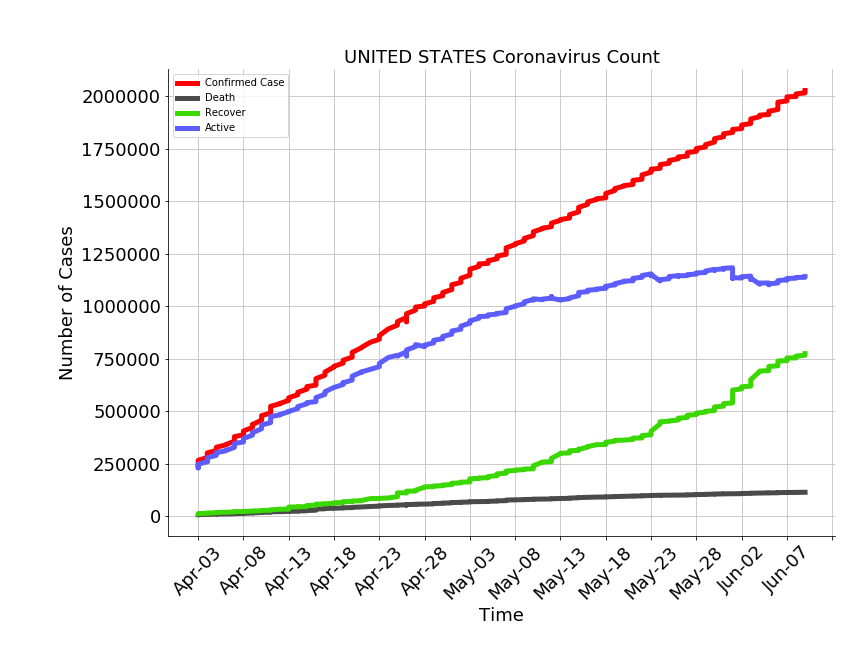 UNITED STATES Coronavirus Count
Confirmed Case
Death
Recover
Active
Number of Cases
2000000
1750000
1500000
1250000
1000000
750000
500000
250000
0
Apr-03
Apr-08
Apr-13
Apr-18
Apr-23
Apr-28
May-03
May-08
May-13
May-18
May-23
May-28
Jun-02
Jun-07
Time